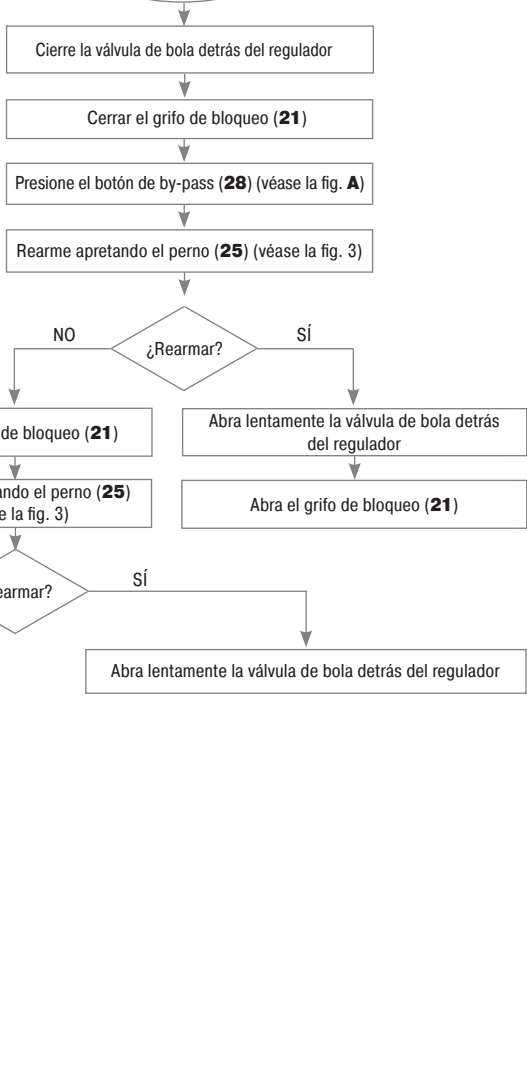 Cierre la válvula de bola detrás del regulador
Cerrar el grifo de bloqueo (21)
Presione el botón de by-pass (28) (véase la fig. A)
Rearme apretando el perno (25) (véase la fig. 3)
NO
¿Rearmar?
SÍ
de bloqueo (21)
Abra lentamente la válvula de bola detrás
del regulador
ando el perno (25)
e la fig. 3)
Abra el grifo de bloqueo (21)
earmar?
SÍ
Abra lentamente la válvula de bola detrás del regulador